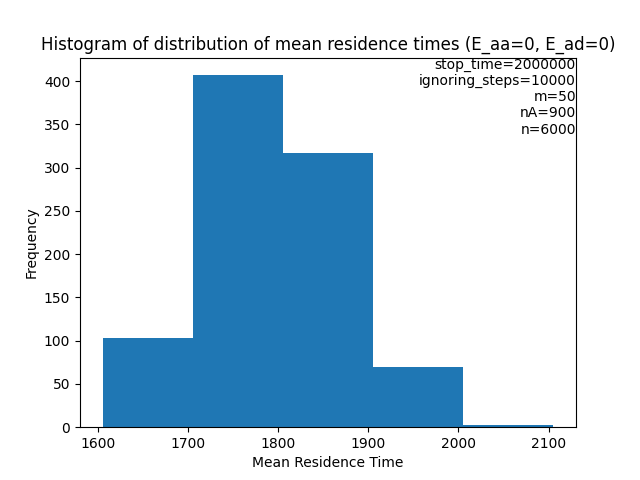 Histogram of distribution of mean residence times (E_aa=0, E_ad=0)
stop_time=2000000
ignoring_steps=10000
m=50
nA=900
n=6000
400
350
300
250
200
150
100
50
0
Frequency
1600 1700 1800 1900 2000 2100
Mean Residence Time